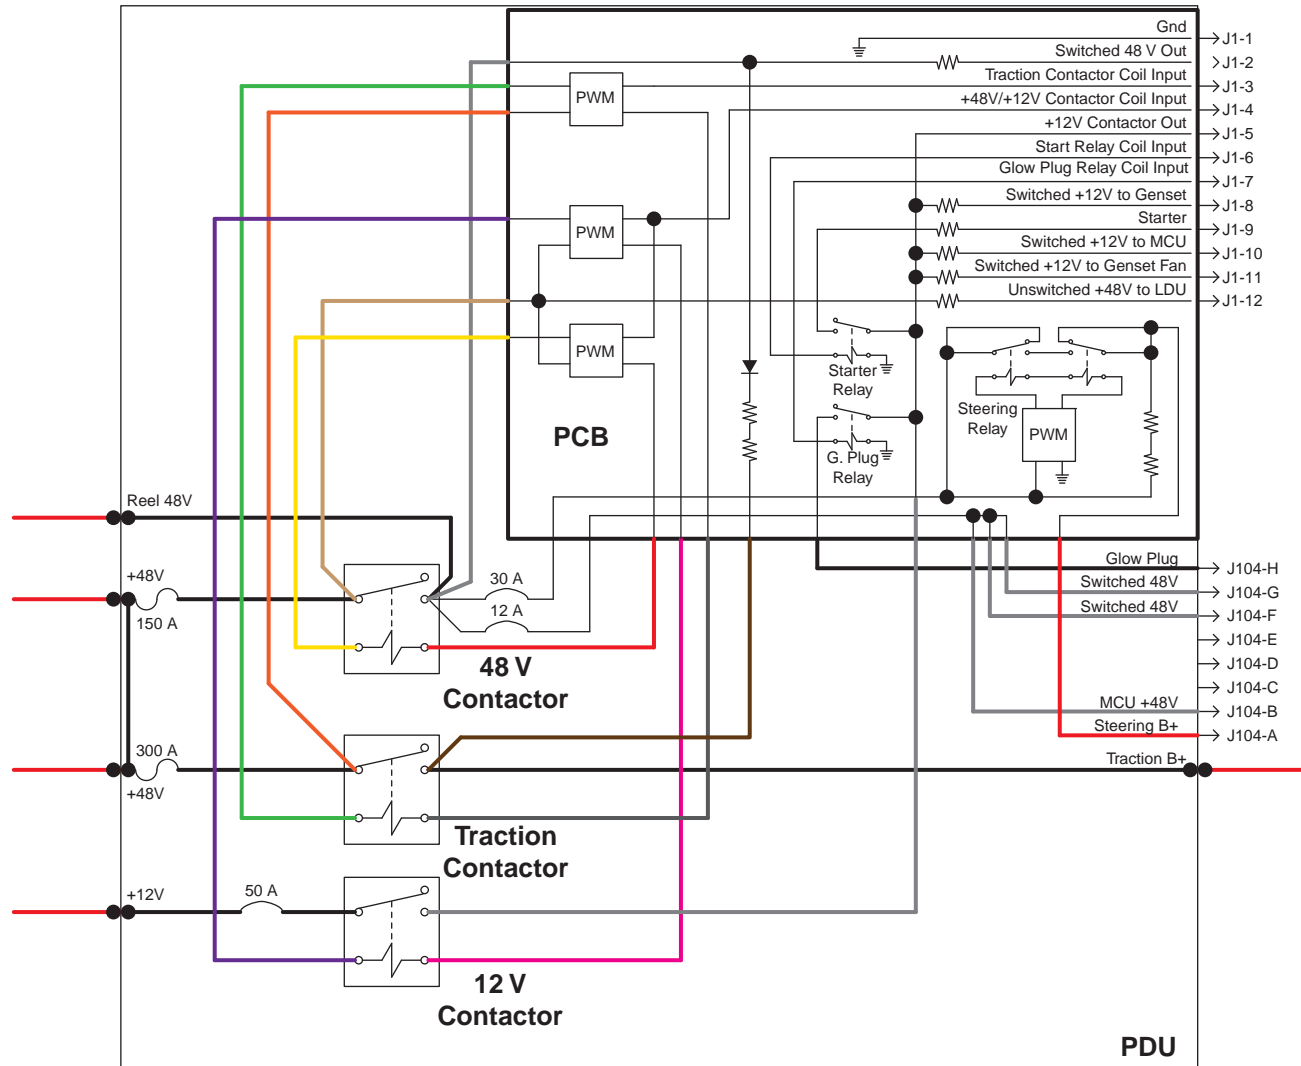 Gnd
J1-1
Switched 48 V Out
J1-2
Traction Contactor Coil Input
J1-3
PWM
+48V/+12V Contactor Coil Input
J1-4
+12V Contactor Out
J1-5
Start Relay Coil Input
J1-6
Glow Plug Relay Coil Input
J1-7
Switched +12V to Genset
J1-8
Starter
J1-9
PWM
Switched +12V to MCU
J1-10
Switched +12V to Genset Fan
J1-11
Unswitched +48V to LDU
J1-12
PWM
Starter
Relay
Steering
Relay
PWM
PCB
G. Plug
Relay
Reel 48V
+48V
150 A
30 A
12 A
48 V
Contactor
Glow Plug
J104-H
Switched 48V
J104-G
Switched 48V
J104-F
J104-E
J104-D
J104-C
MCU +48V
J104-B
Steering B+
J104-A
300 A
+48V
Traction B+
Traction
Contactor
+12V
50 A
12 V
Contactor
PDU